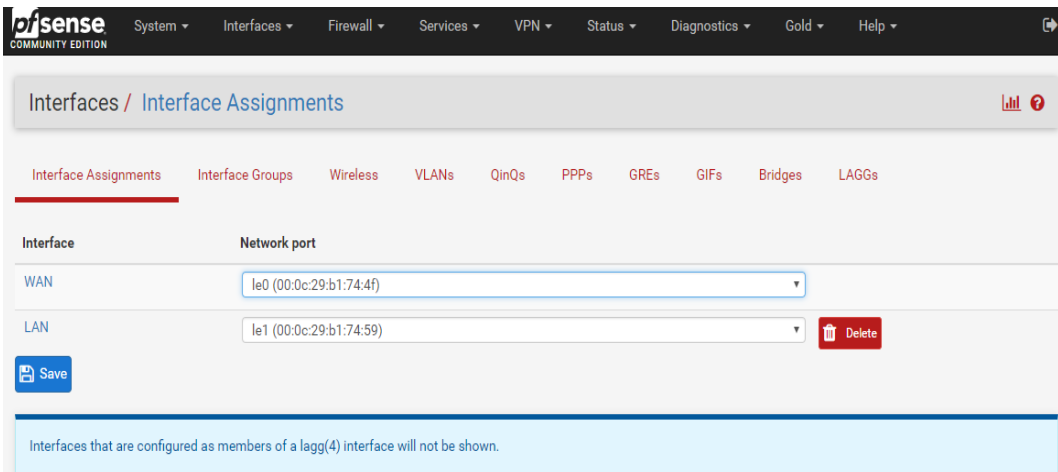 pfsense System Interfaces Firewall Services VPN Status Diagnostics Gold Help
COMMUNITY EDITION
Interfaces / Interface Assignments
Interface Assignments Interface Groups Wireless VLANs QinQs PPPs GREs GIFs Bridges LAGGs
Interface Network port
WAN le0 (00:0c:29:b1:74:4f)
LAN le1 (00:0c:29:b1:74:59) Delete
Save
Interfaces that are configured as members of a lagg(4) interface will not be shown.